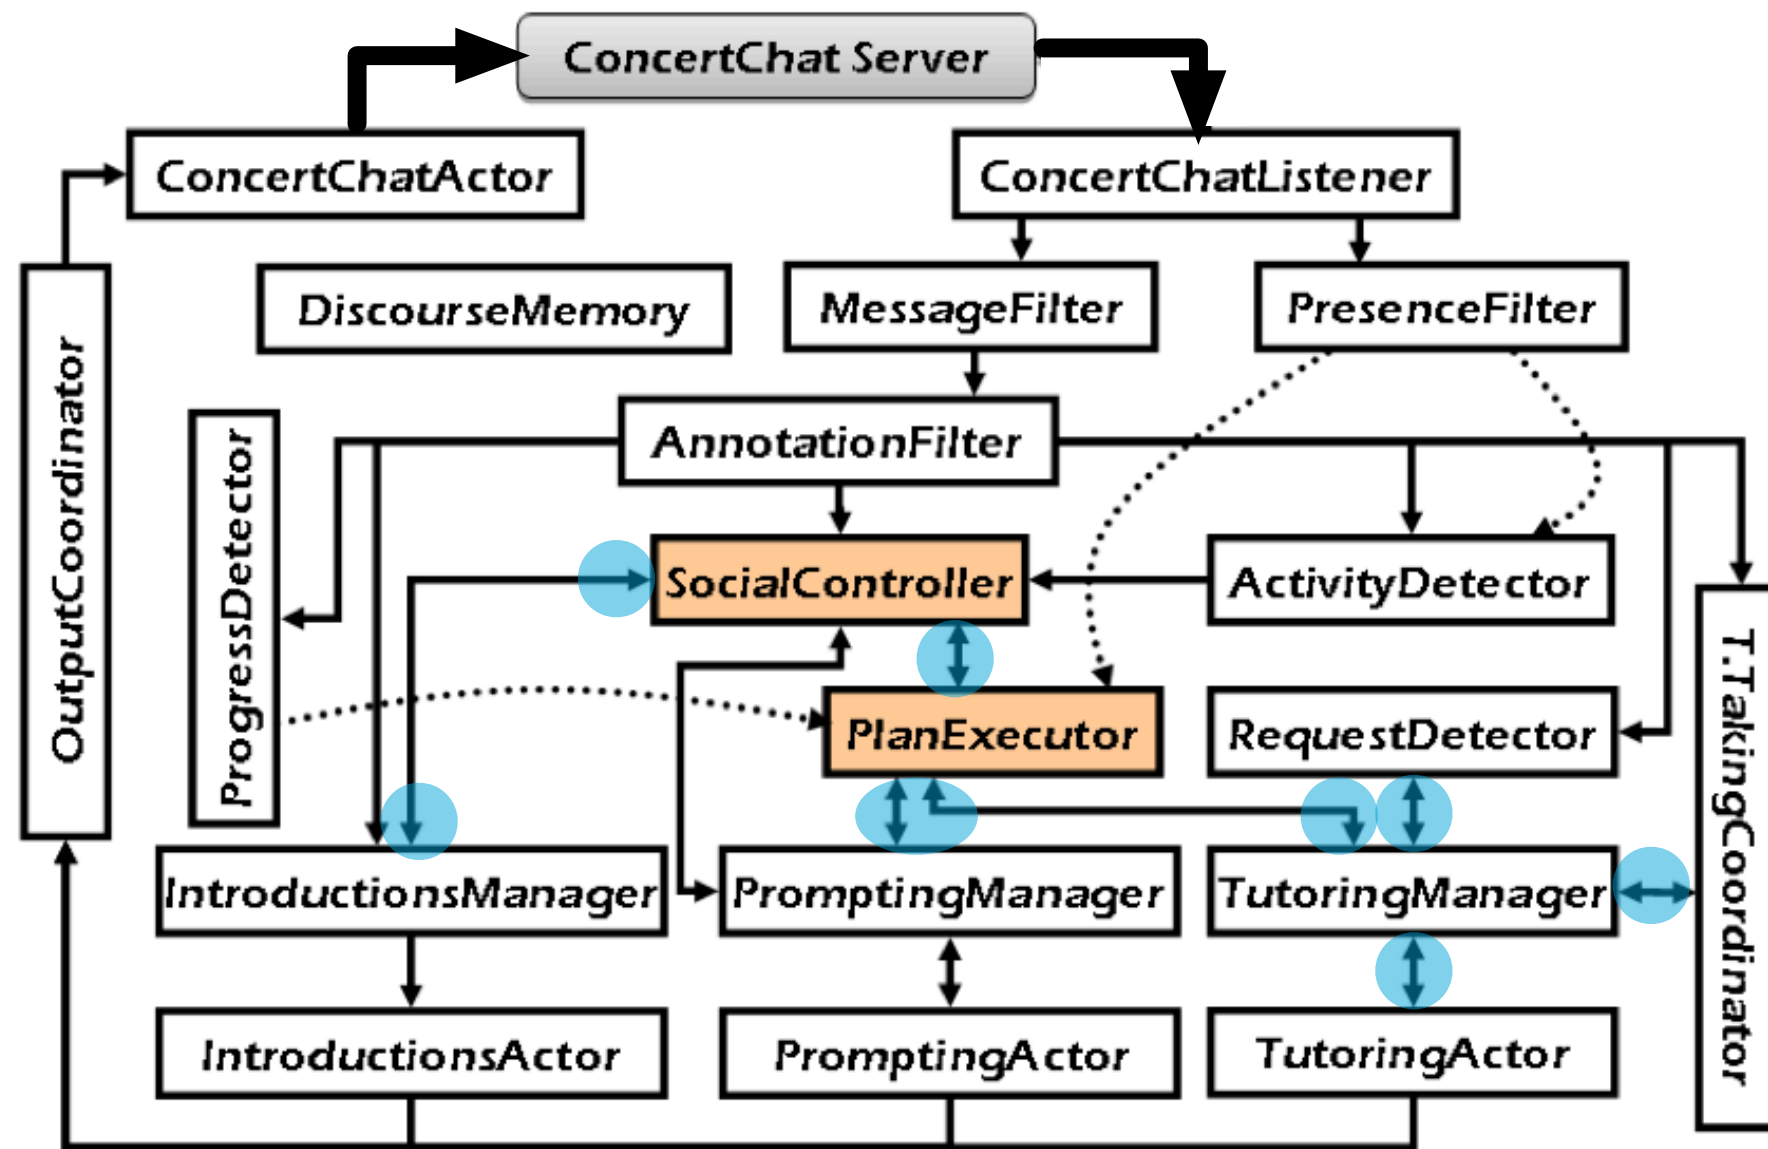 ConcertChat Server
ConcertChatActor
ConcertChatListener
DiscourseMemory
MessageFilter
PresenceFilter
OutputCoordinator
ProgressDetector
AnnotationFilter
SocialController
ActivityDetector
PlanExecutor
RequestDetector
T.TakingCoordinator
IntroductionsManager
PromptingManager
TutoringManager
IntroductionsActor
PromptingActor
TutoringActor